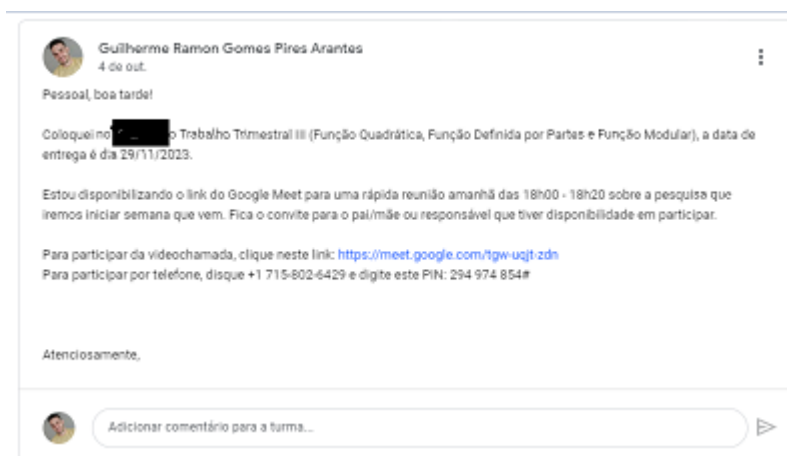 Guilherme Ramon Gomes Pires Arantes
4 de out.
Pessoal, boa tarde!
Coloquei no o Trabalho Trimestral III (Função Quadrática, Função Definida por Partes e Função Modular), a data de
entrega é dia 29/11/2023.
Estou disponibilizando o link do Google Meet para uma rápida reunião amanhã das 18h00 - 18h20 sobre a pesquisa que
iremos iniciar semana que vem. Fica o convite para o pai/mãe ou responsável que tiver disponibilidade em participar.
Para participar da videochamada, clique neste link: https://meet.google.com/tgw-uqjt-zdn
Para participar por telefone, disque +1 715-802-6429 e digite este PIN: 294 974 854#
Atenciosamente,
Adicionar comentário para a turma...